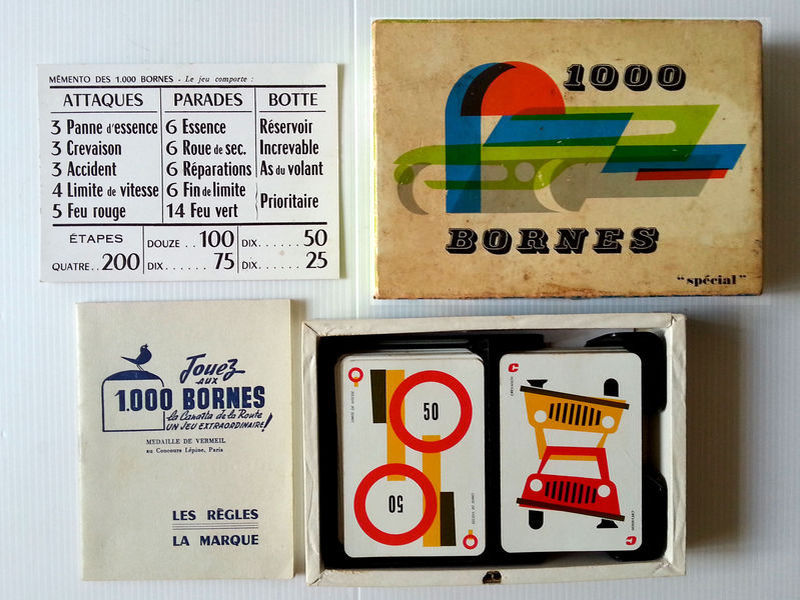 MÉMENTO DES 1.000 BORNES - Le jeu comporte :
ATTAQUES PARADES BOTTE
3 Panne d'essence 6 Essence Réservoir
3 Crevaison 6 Roue de sec. Increvable
3 Accident 6 Réparations As du volant
4 Limite de vitesse 6 Fin de limite Prioritaire
5 Feu rouge 14 Feu vert
ÉTAPES DOUZE .. 100 DIX...... 50
QUATRE.. 200 DIX...... 75 DIX...... 25
1000
BORNES
"spécial"
Jouez
AUX
1.000 BORNES
la Canasta de la Route
UN JEU EXTRAORDINAIRE!
MEDAILLE DE VERMEIL
au Concours Lépine, Paris
LES RÈGLES
LA MARQUE
50
50